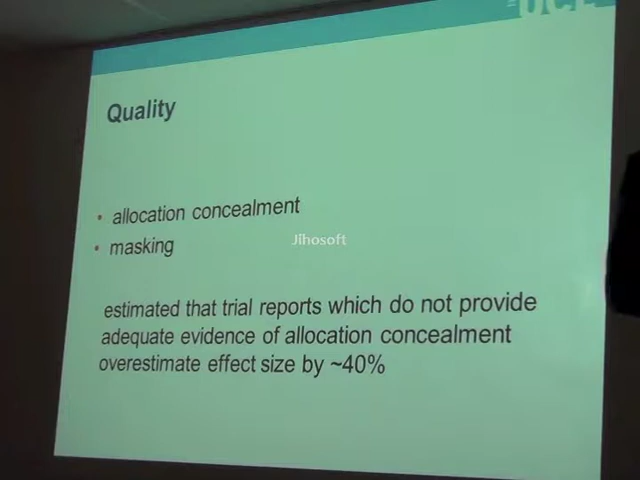 UCL
Quality
• allocation concealment
• masking
Jihosoft
estimated that trial reports which do not provide
adequate evidence of allocation concealment
overestimate effect size by ~40%